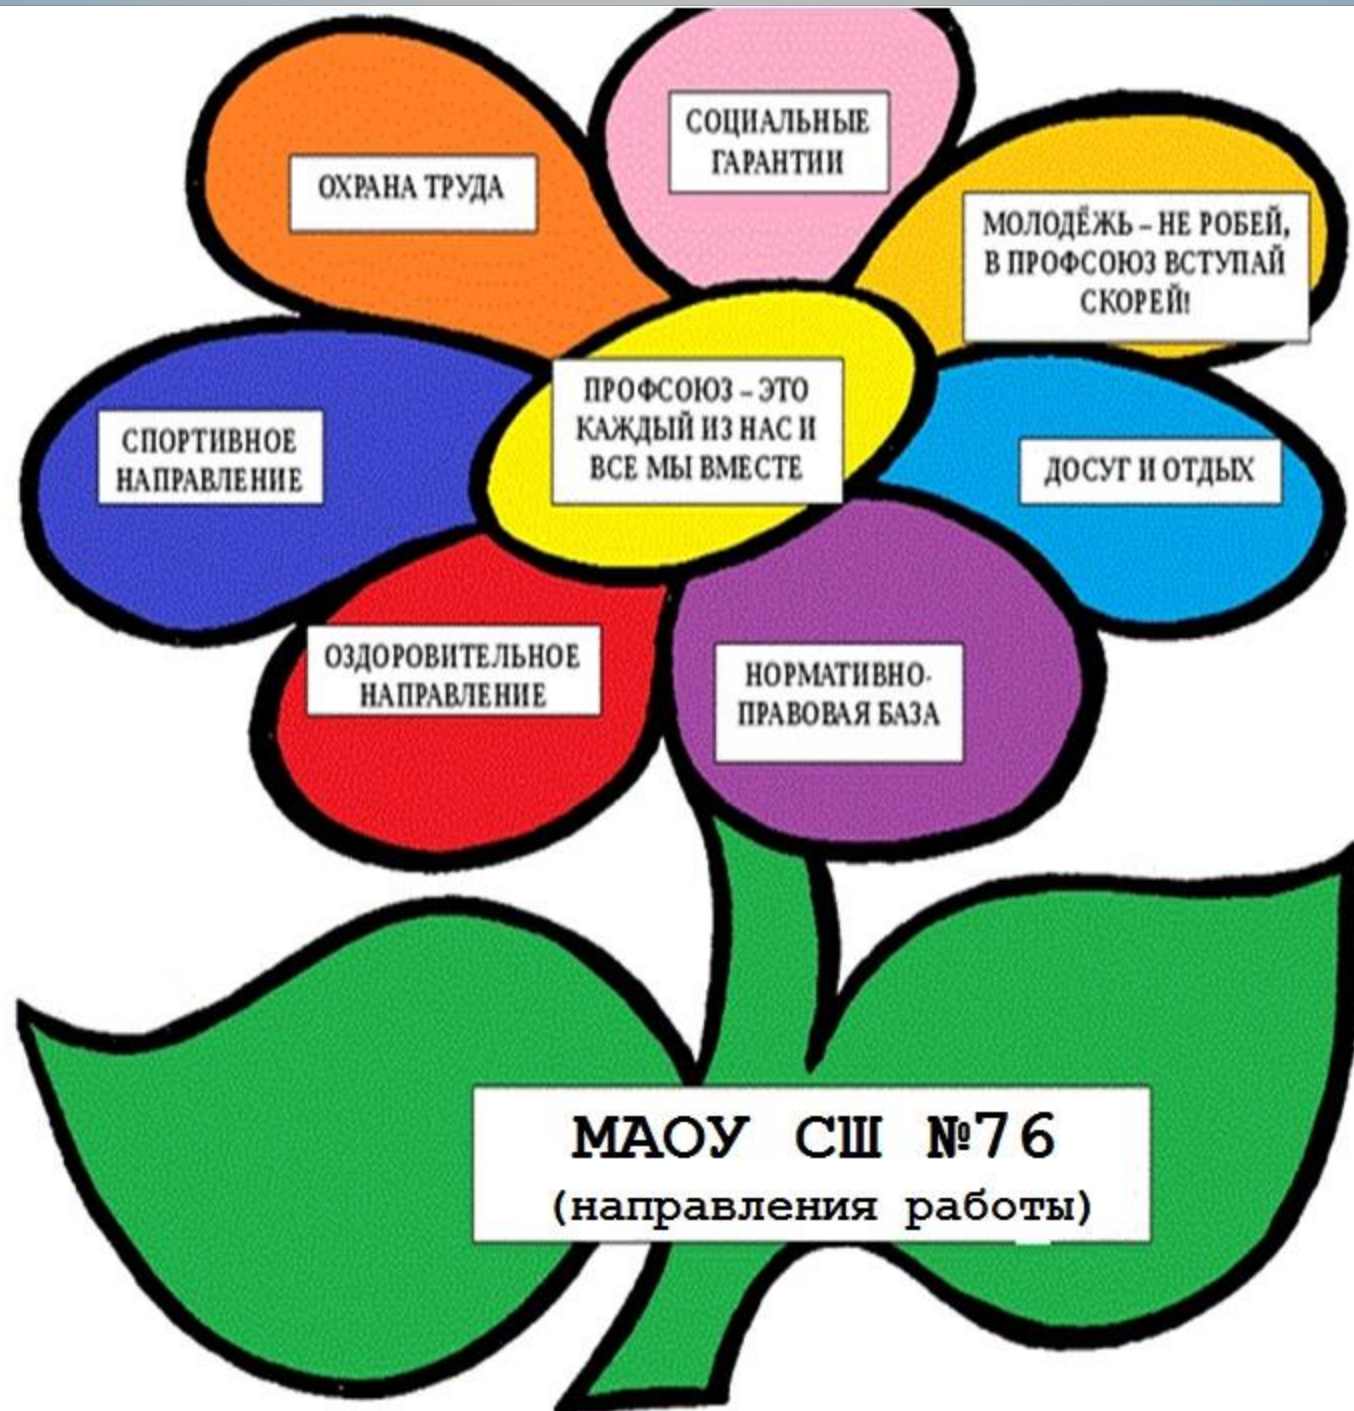 СОЦИАЛЬНЫЕ
ГАРАНТИИ
ОХРАНА ТРУДА
МОЛОДЁЖЬ – НЕ РОБЕЙ,
В ПРОФСОЮЗ ВСТУПАЙ
СКОРЕЙ!
ПРОФСОЮЗ – ЭТО
КАЖДЫЙ ИЗ НАС И
ВСЕ МЫ ВМЕСТЕ
СПОРТИВНОЕ
НАПРАВЛЕНИЕ
ДОСУГ И ОТДЫХ
ОЗДОРОВИТЕЛЬНОЕ
НАПРАВЛЕНИЕ
НОРМАТИВНО-
ПРАВОВАЯ БАЗА
МАОУ СШ №76
(направления работы)